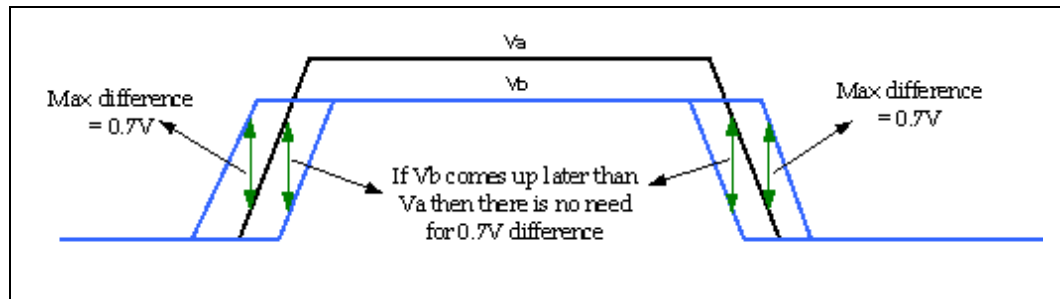 Va
Vb
Max difference
= 0.7V
Max difference
= 0.7V
If Vb comes up later than
Va then there is no need
for 0.7V difference